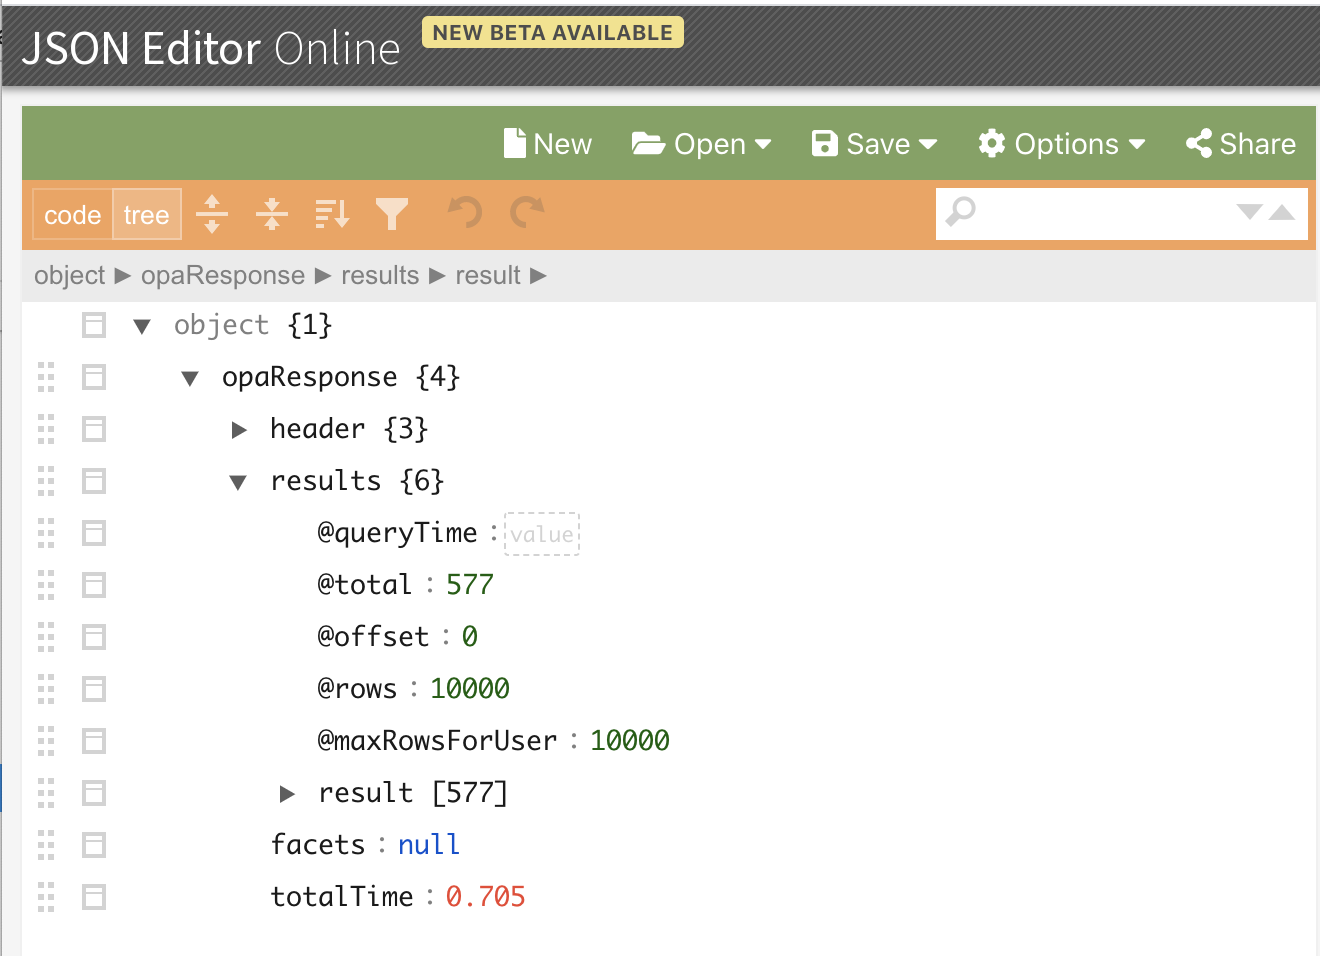 JSON Editor Online NEW BETA AVAILABLE
New Open Save Options Share
code tree
object ► opaResponse ► results ► result ►
object {1}
opaResponse {4}
header {3}
results {6}
@queryTime : value
@total : 577
@offset : 0
@rows : 10000
@maxRowsForUser : 10000
result [577]
facets : null
totalTime : 0.705